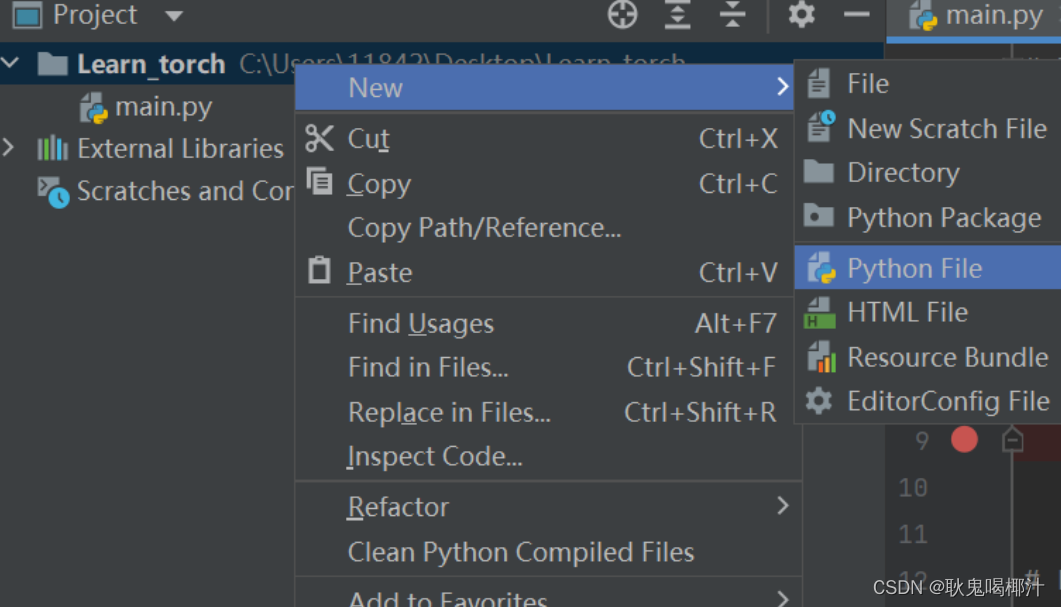 Project
main.py
Learn_torch C:\Users\11842\Desktop\Learn_torch
main.py
External Libraries
Scratches and Cor
New
Cut Ctrl+X
Copy Ctrl+C
Copy Path/Reference...
Paste Ctrl+V
Find Usages Alt+F7
Find in Files... Ctrl+Shift+F
Replace in Files... Ctrl+Shift+R
Inspect Code...
Refactor
Clean Python Compiled Files
Add to Favorites
File
New Scratch File
Directory
Python Package
Python File
HTML File
Resource Bundle
EditorConfig File
9
10
11
12 #
CSDN @耿鬼喝椰汁